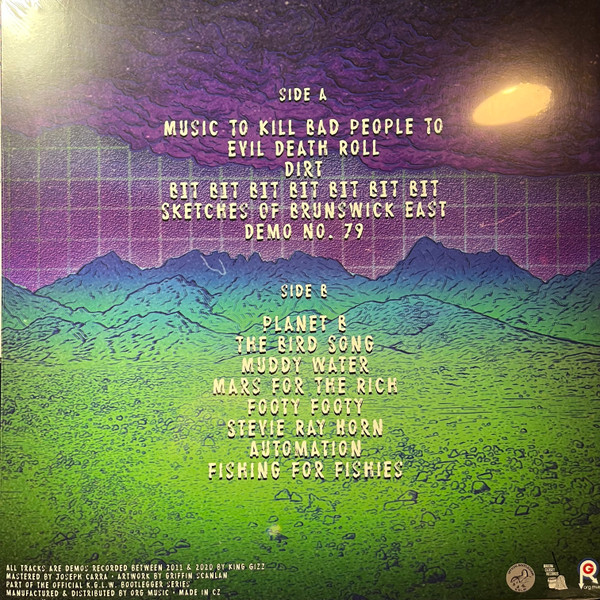 SIDE A
MUSIC TO KILL BAD PEOPLE TO
EVIL DEATH ROLL
DIRT
BIT BIT BIT BIT BIT BIT BIT
SKETCHES OF BRUNSWICK EAST
DEMO NO. 79
SIDE B
PLANET B
THE BIRD SONG
MUDDY WATER
MARS FOR THE RICH
FOOTY FOOTY
STEVIE RAY HORN
AUTOMATION
FISHING FOR FISHIES
ALL TRACKS ARE DEMOS RECORDED BETWEEN 2011 & 2020 BY KING GIZZ
MASTERED BY JOSEPH CARRA • ARTWORK BY GRIFFIN SCANLAN
PART OF THE OFFICIAL K.G.L.W. BOOTLEGGER SERIES
MANUFACTURED & DISTRIBUTED BY ORG MUSIC • MADE IN CZ